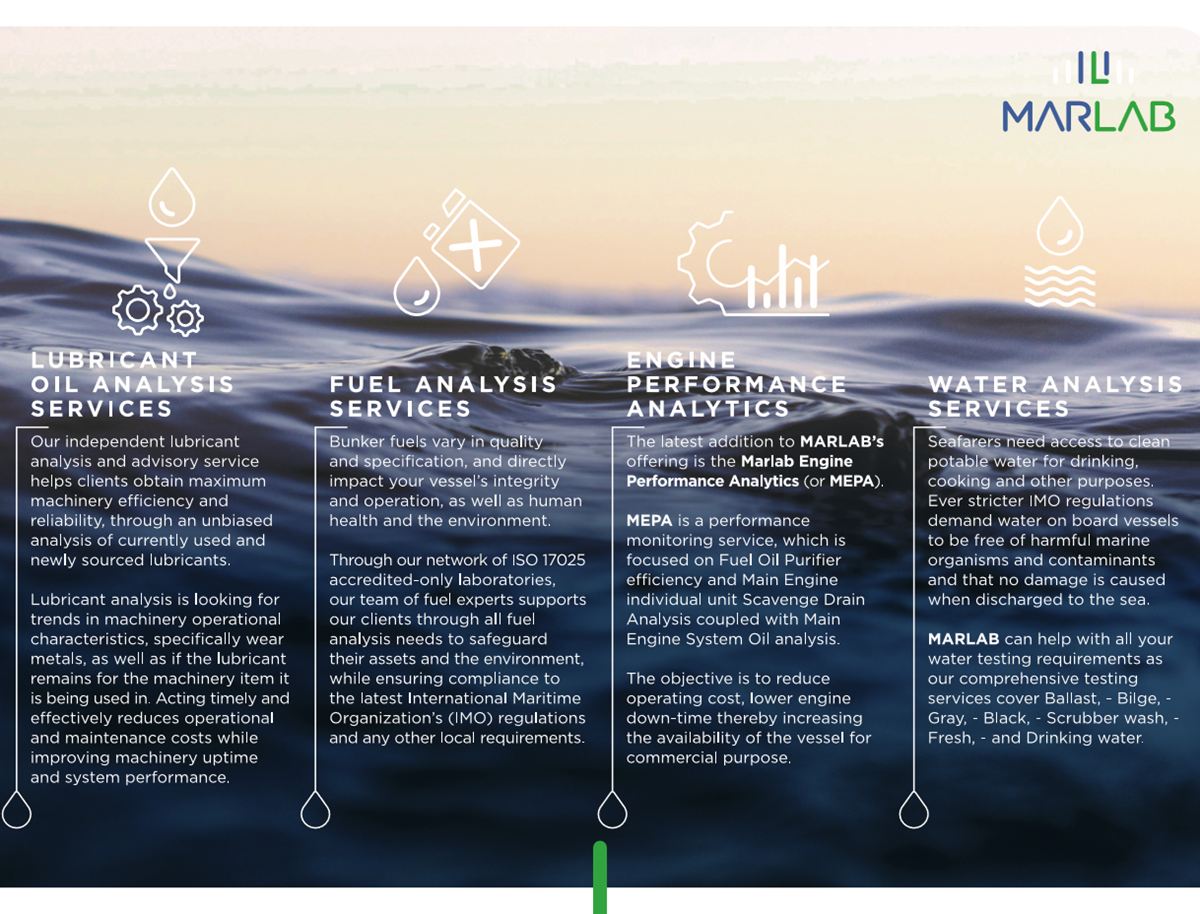 MARLAB
LUBRICANT
OIL ANALYSIS
SERVICES
Our independent lubricant
analysis and advisory service
helps clients obtain maximum
machinery efficiency and
reliability, through an unbiased
analysis of currently used and
newly sourced lubricants.
Lubricant analysis is looking for
trends in machinery operational
characteristics, specifically wear
metals, as well as if the lubricant
remains for the machinery item it
is being used in. Acting timely and
effectively reduces operational
and maintenance costs while
improving machinery uptime
and system performance.
FUEL ANALYSIS
SERVICES
Bunker fuels vary in quality
and specification, and directly
impact your vessel's integrity
and operation, as well as human
health and the environment.
Through our network of ISO 17025
accredited-only laboratories,
our team of fuel experts supports
our clients through all fuel
analysis needs to safeguard
their assets and the environment,
while ensuring compliance to
the latest International Maritime
Organization's (IMO) regulations
and any other local requirements.
ENGINE
PERFORMANCE
ANALYTICS
The latest addition to MARLAB's
offering is the Marlab Engine
Performance Analytics (or MEPA).
MEPA is a performance
monitoring service, which is
focused on Fuel Oil Purifier
efficiency and Main Engine
individual unit Scavenge Drain
Analysis coupled with Main
Engine System Oil analysis.
The objective is to reduce
operating cost, lower engine
down-time thereby increasing
the availability of the vessel for
commercial purpose.
WATER ANALYSIS
SERVICES
Seafarers need access to clean
potable water for drinking,
cooking and other purposes.
Ever stricter IMO regulations
demand water on board vessels
to be free of harmful marine
organisms and contaminants
and that no damage is caused
when discharged to the sea.
MARLAB can help with all your
water testing requirements as
our comprehensive testing
services cover Ballast, - Bilge, -
Gray, - Black, - Scrubber wash, -
Fresh, - and Drinking water.